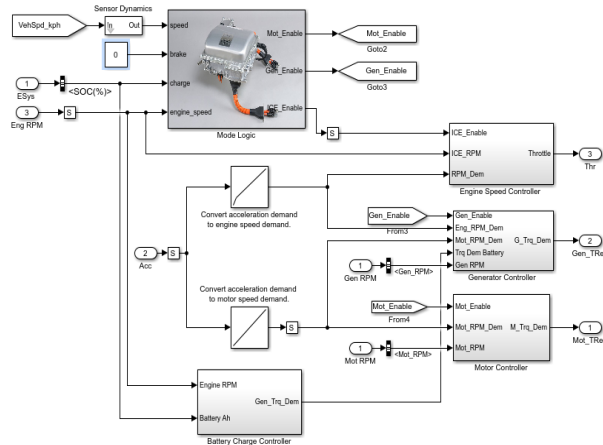 Sensor Dynamics
VehSpd_kph
In Out
speed
Mot_Enable
Mot_Enable
Goto2
0
brake
Gen_Enable
Gen_Enable
Goto3
1
ESys
<SOC(%)>
charge
ICE_Enable
3
Eng RPM
S
engine_speed
Mode Logic
S
ICE_Enable
ICE_RPM
Throttle
3
Thr
RPM_Dem
Engine Speed Controller
Convert acceleration demand
to engine speed demand.
Gen_Enable
From3
Gen_Enable
Eng_RPM_Dem
Mot_RPM_Dem
G_Trq_Dem
2
Gen_TRe
Trq Dem Battery
Gen RPM
Generator Controller
2
Acc
S
1
Gen RPM
<Gen_RPM>
Convert acceleration demand
to motor speed demand.
S
Mot_Enable
From4
Mot_Enable
Mot_RPM_Dem
M_Trq_Dem
1
Mot_TRe
Mot_RPM
Motor Controller
1
Mot RPM
<Mot_RPM>
Engine RPM
Gen_Trq_Dem
Battery Ah
Battery Charge Controller